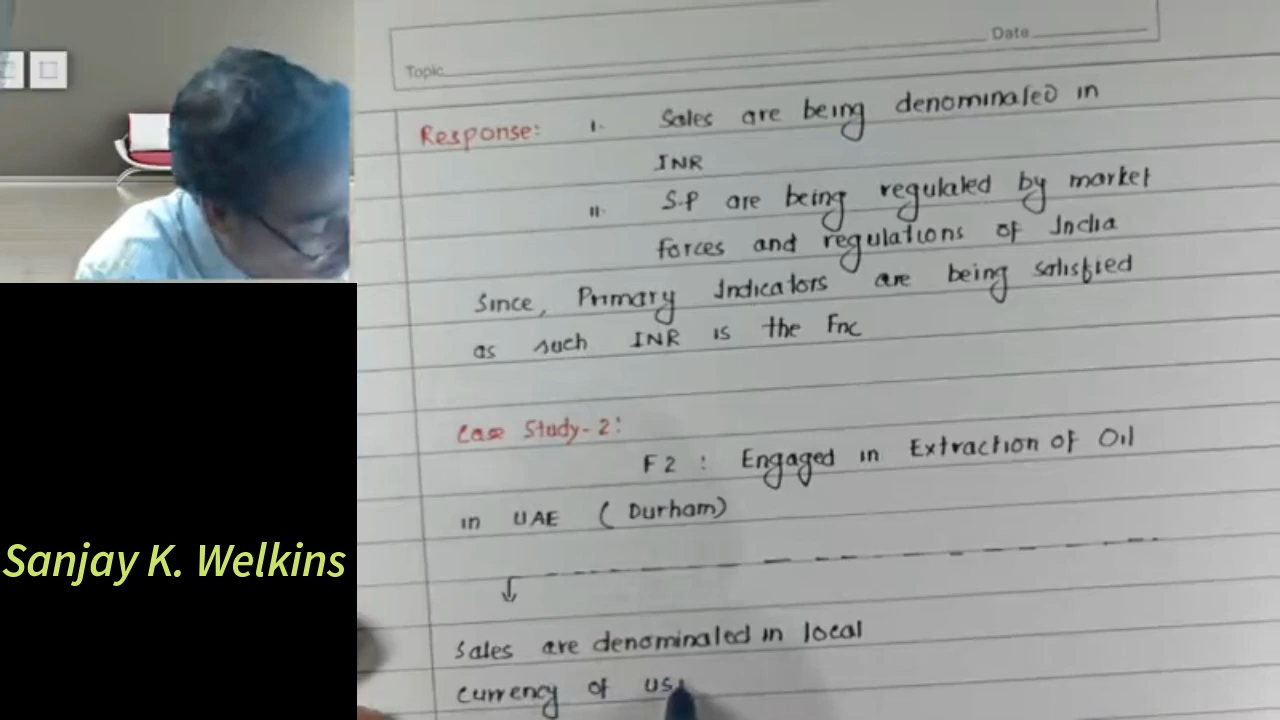 Date
Topic
Response: I. Sales are being denominated in
INR
II. S.P are being regulated by market
forces and regulations of India
Since, Primary Indicators are being satisfied
as such INR is the Fnc
Case Study-2:
F2 : Engaged in Extraction of Oil
in UAE ( Durham)
Sales are denominated in local
currency of US
Sanjay K. Welkins